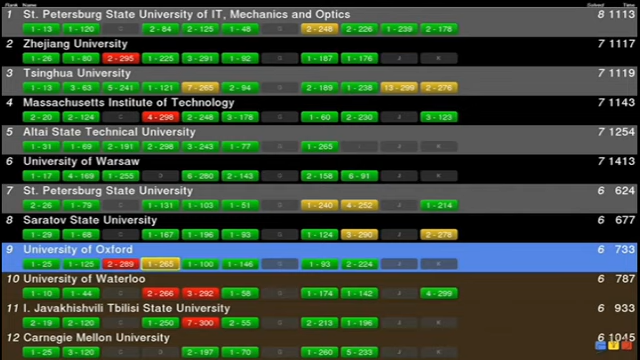 Rank Name Solved Time
1 St. Petersburg State University of IT, Mechanics and Optics 8 1113
1 - 13 1 - 120 C 2 - 84 2 - 125 1 - 48 G 2 - 248 2 - 226 1 - 239 2 - 178
2 Zhejiang University 7 1117
1 - 26 1 - 80 2 - 295 1 - 225 3 - 291 1 - 92 G 1 - 187 1 - 176 J K
3 Tsinghua University 7 1119
1 - 13 3 - 63 5 - 241 1 - 121 7 - 265 2 - 94 G 2 - 189 1 - 238 13 - 299 2 - 276
4 Massachusetts Institute of Technology 7 1143
2 - 20 2 - 124 C 4 - 298 2 - 248 3 - 178 G 1 - 60 2 - 230 J 3 - 123
5 Altai State Technical University 7 1254
1 - 31 1 - 69 2 - 191 2 - 298 3 - 243 1 - 77 G 1 - 265 I J K
6 University of Warsaw 7 1413
1 - 17 4 - 169 1 - 255 D 6 - 280 2 - 143 G 2 - 158 6 - 91 J K
7 St. Petersburg State University 6 624
2 - 26 1 - 79 C 1 - 131 1 - 103 1 - 51 G 1 - 240 4 - 252 J 1 - 214
8 Saratov State University 6 677
1 - 29 1 - 68 C 1 - 167 1 - 196 1 - 93 G 1 - 124 3 - 290 J 2 - 278
9 University of Oxford 6 733
1 - 25 1 - 125 2 - 289 1 - 265 1 - 100 1 - 146 G 1 - 93 2 - 224 J K
10 University of Waterloo 6 787
1 - 10 1 - 44 C 2 - 266 3 - 292 1 - 58 G 1 - 174 1 - 142 J 4 - 299
11 I. Javakhishvili Tbilisi State University 6 933
2 - 19 2 - 120 C 1 - 250 7 - 300 2 - 55 G 2 - 213 1 - 196 J K
12 Carnegie Mellon University 6 1045
1 - 25 3 - 120 C D 2 - 197 1 - 70 G 1 - 260 5 - 233 J K